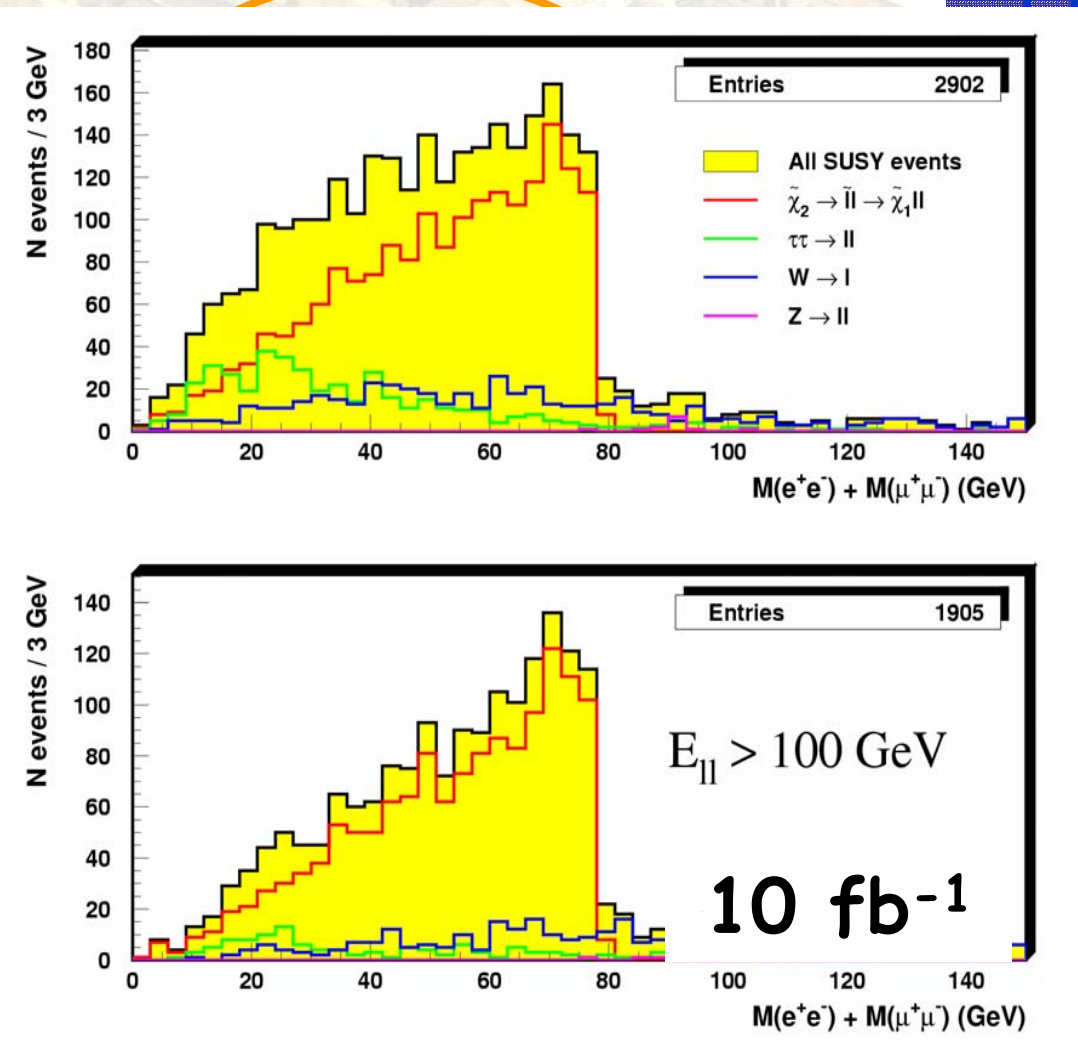 N events / 3 GeV
180
160
140
120
100
80
60
40
20
0
Entries 2902
All SUSY events
χ̃₂ → l̃l → χ̃₁ll
ττ → ll
W → l
Z → ll
0 20 40 60 80 100 120 140
M(e⁺e⁻) + M(μ⁺μ⁻) (GeV)
N events / 3 GeV
140
120
100
80
60
40
20
0
Entries 1905
E_ll > 100 GeV
10 fb⁻¹
0 20 40 60 80 100 120 140
M(e⁺e⁻) + M(μ⁺μ⁻) (GeV)